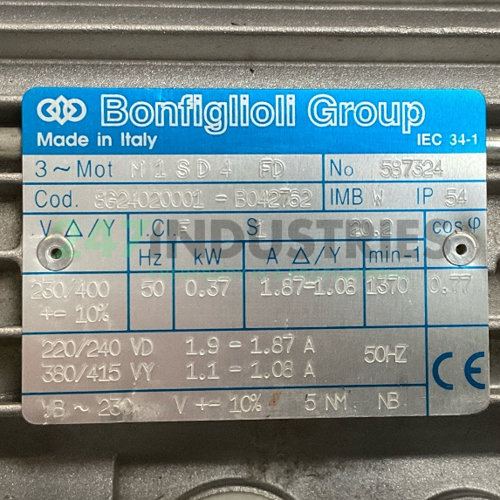 Bonfiglioli Group
Made in Italy IEC 34-1
3~Mot M 1 S D 4 FD No 587324
Cod. 8624020001 - B042752 IMB W IP 54
V △/Y I.Cl. F S1 20.2 cosφ
Hz kW A △/Y min-1
230/400 50 0.37 1.87=1.08 1370 0.77
+= 10%
220/240 VD 1.9 = 1.87 A 50HZ
380/415 VY 1.1 = 1.08 A
VB ~ 230 V += 10% 5 NM NB
CE
INDUSTRIES